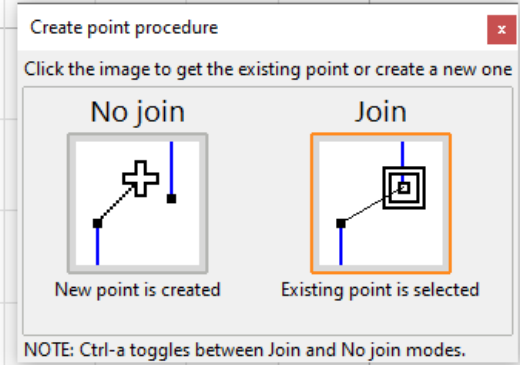 Create point procedure
x
Click the image to get the existing point or create a new one
No join
Join
New point is created
Existing point is selected
NOTE: Ctrl-a toggles between Join and No join modes.